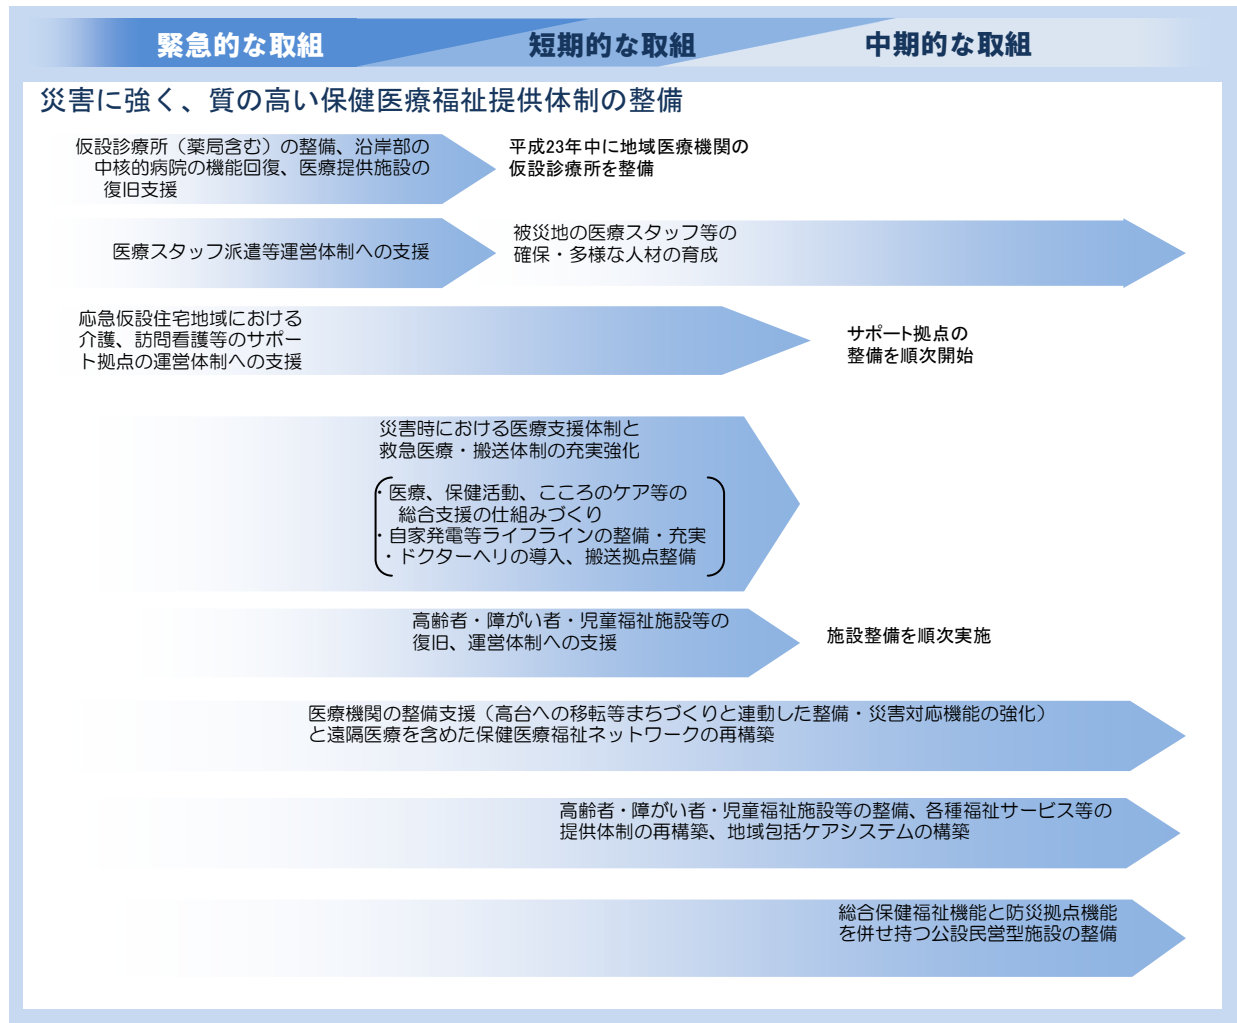 緊急的な取組
短期的な取組
中期的な取組
災害に強く、質の高い保健医療福祉提供体制の整備
仮設診療所（薬局含む）の整備、沿岸部の
中核的病院の機能回復、医療提供施設の
復旧支援
平成23年中に地域医療機関の
仮設診療所を整備
医療スタッフ派遣等運営体制への支援
被災地の医療スタッフ等の
確保・多様な人材の育成
応急仮設住宅地域における
介護、訪問看護等のサポー
ト拠点の運営体制への支援
サポート拠点の
整備を順次開始
災害時における医療支援体制と
救急医療・搬送体制の充実強化
・医療、保健活動、こころのケア等の
総合支援の仕組みづくり
・自家発電等ライフラインの整備・充実
・ドクターヘリの導入、搬送拠点整備
高齢者・障がい者・児童福祉施設等の
復旧、運営体制への支援
施設整備を順次実施
医療機関の整備支援（高台への移転等まちづくりと連動した整備・災害対応機能の強化）
と遠隔医療を含めた保健医療福祉ネットワークの再構築
高齢者・障がい者・児童福祉施設等の整備、各種福祉サービス等の
提供体制の再構築、地域包括ケアシステムの構築
総合保健福祉機能と防災拠点機能
を併せ持つ公設民営型施設の整備